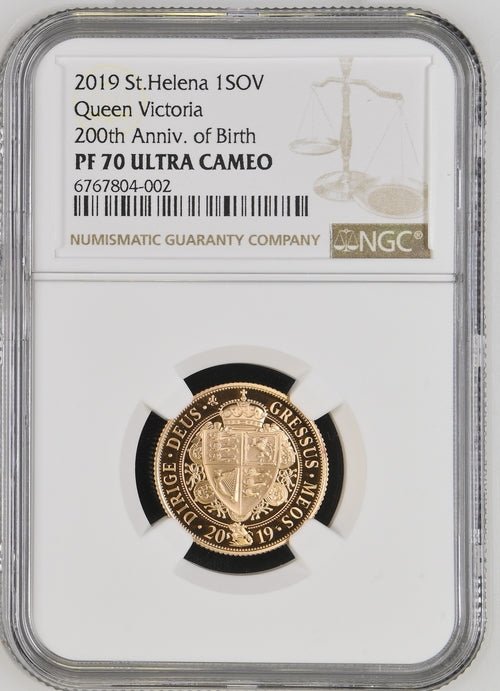 2019 St.Helena 1SOV
Queen Victoria
200th Anniv. of Birth
PF 70 ULTRA CAMEO
6767804-002
NUMISMATIC GUARANTY COMPANY
NGC®
DIRIGE · DEUS · GRESSUS · MEOS ·
20 19